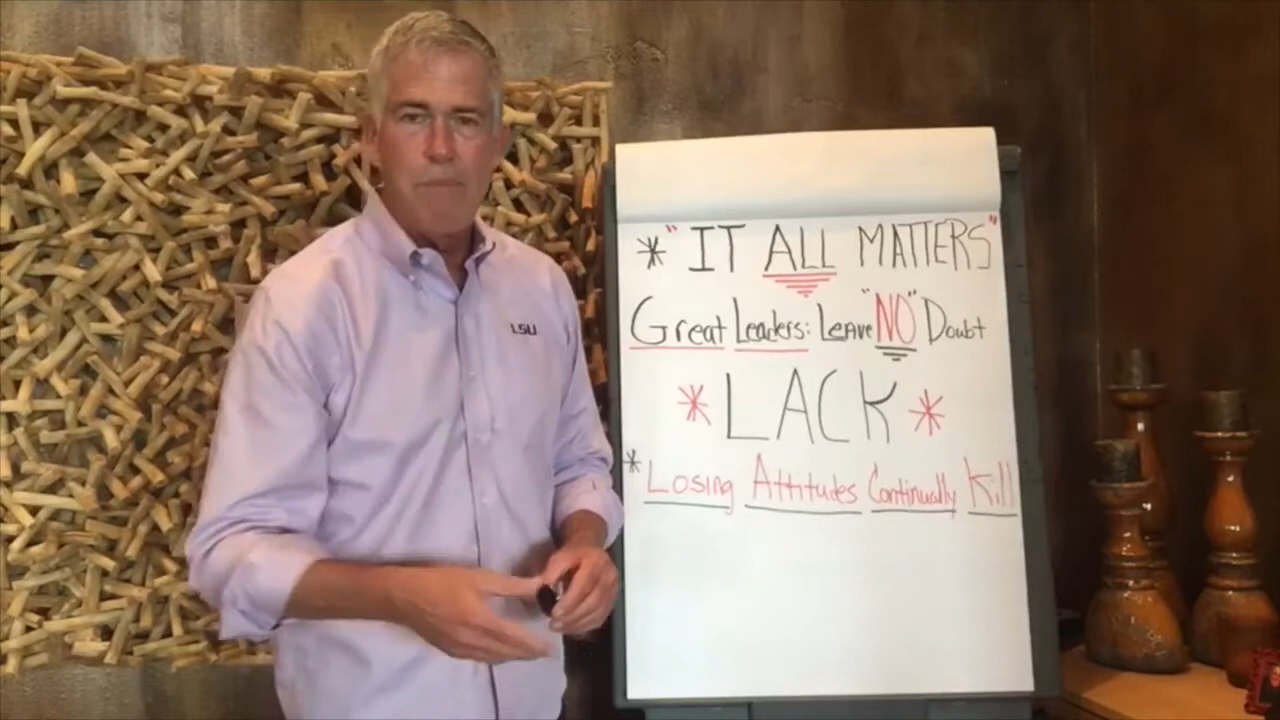 LSU
* "IT ALL MATTERS"
Great Leaders: Leave "NO" Doubt
* LACK *
* Losing Attitudes Continually Kill